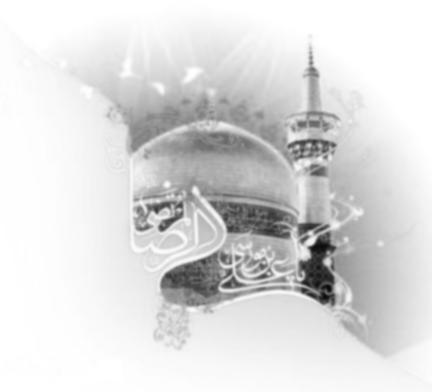 یا علی بن موسی
الرضا